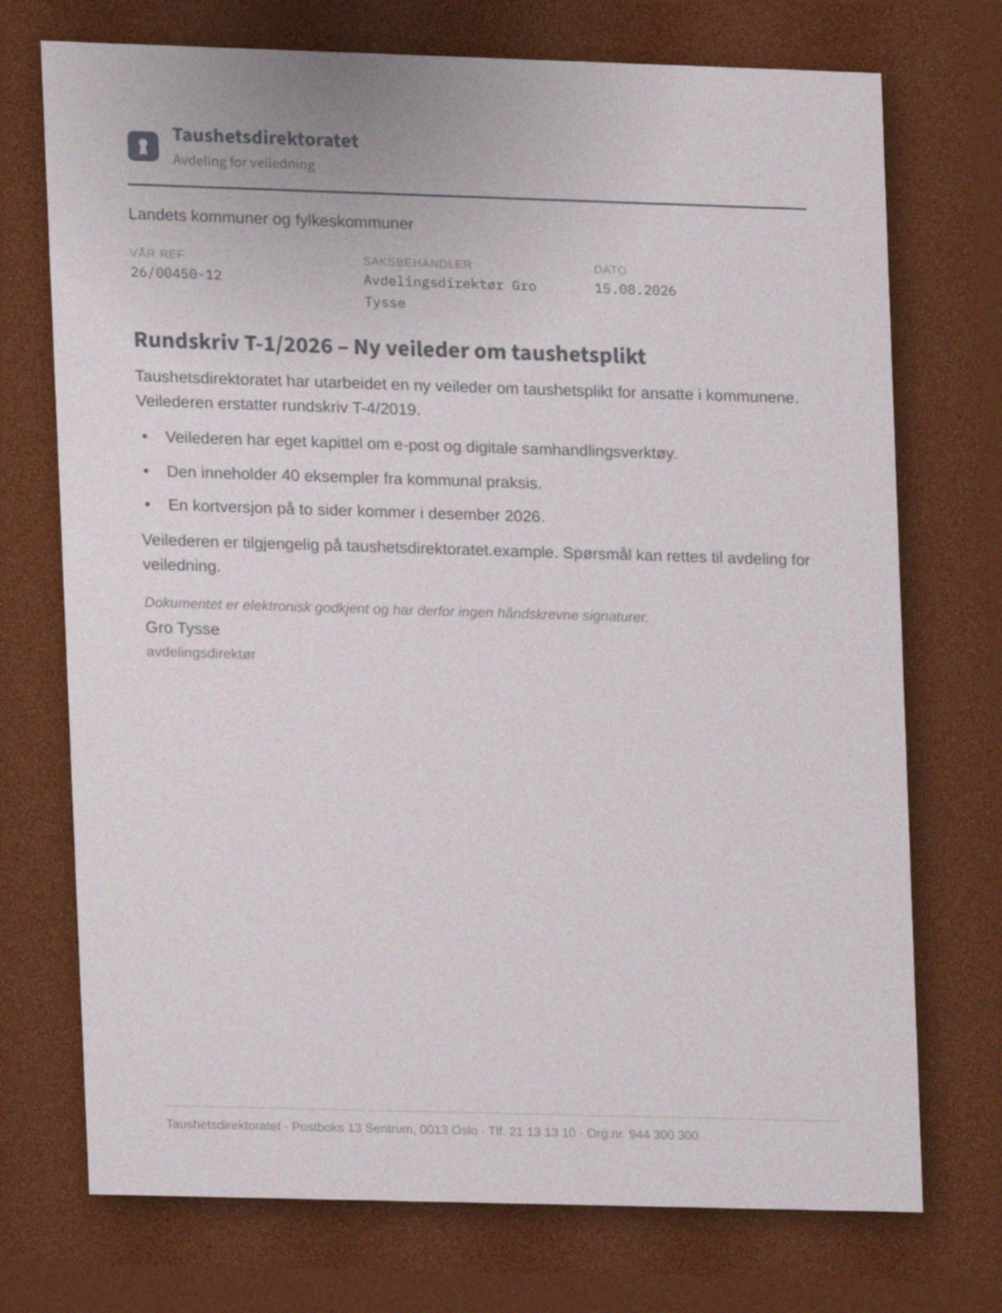 Taushetsdirektoratet
Avdeling for veiledning
Landets kommuner og fylkeskommuner
VÅR REF
26/00450-12
SAKSBEHANDLER
Avdelingsdirektør Gro
Tysse
DATO
15.08.2026
Rundskriv T-1/2026 – Ny veileder om taushetsplikt
Taushetsdirektoratet har utarbeidet en ny veileder om taushetsplikt for ansatte i kommunene.
Veilederen erstatter rundskriv T-4/2019.
• Veilederen har eget kapittel om e-post og digitale samhandlingsverktøy.
• Den inneholder 40 eksempler fra kommunal praksis.
• En kortversjon på to sider kommer i desember 2026.
Veilederen er tilgjengelig på taushetsdirektoratet.example. Spørsmål kan rettes til avdeling for
veiledning.
Dokumentet er elektronisk godkjent og har derfor ingen håndskrevne signaturer.
Gro Tysse
avdelingsdirektør
Taushetsdirektoratet · Postboks 13 Sentrum, 0013 Oslo · Tlf. 21 13 13 10 · Org.nr. 944 300 300